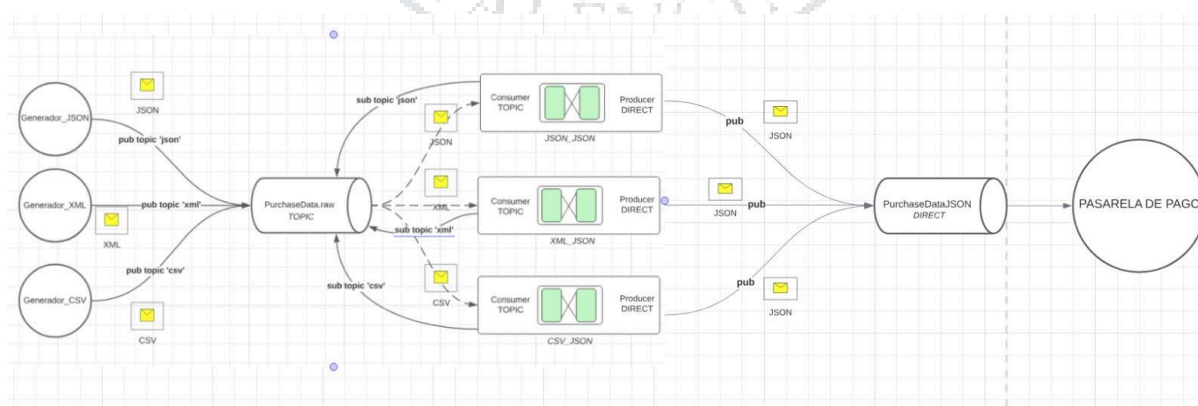 Generador_JSON
JSON
pub topic 'json'
Generador_XML
pub topic 'xml'
XML
Generador_CSV
pub topic 'csv'
CSV
PurchaseData.raw
TOPIC
sub topic 'json'
JSON
XML
sub topic 'xml'
sub topic 'csv'
CSV
Consumer
TOPIC
Producer
DIRECT
JSON_JSON
Consumer
TOPIC
Producer
DIRECT
XML_JSON
Consumer
TOPIC
Producer
DIRECT
CSV_JSON
pub
JSON
JSON
pub
pub
JSON
PurchaseDataJSON
DIRECT
PASARELA DE PAGO